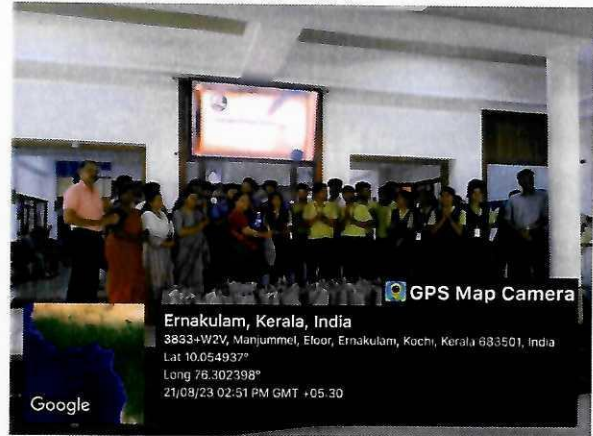 GPS Map Camera
Ernakulam, Kerala, India
3833+W2V, Manjummel, Eloor, Ernakulam, Kochi, Kerala 683501, India
Lat 10.054937°
Long 76.302398°
21/08/23 02:51 PM GMT +05:30
Google